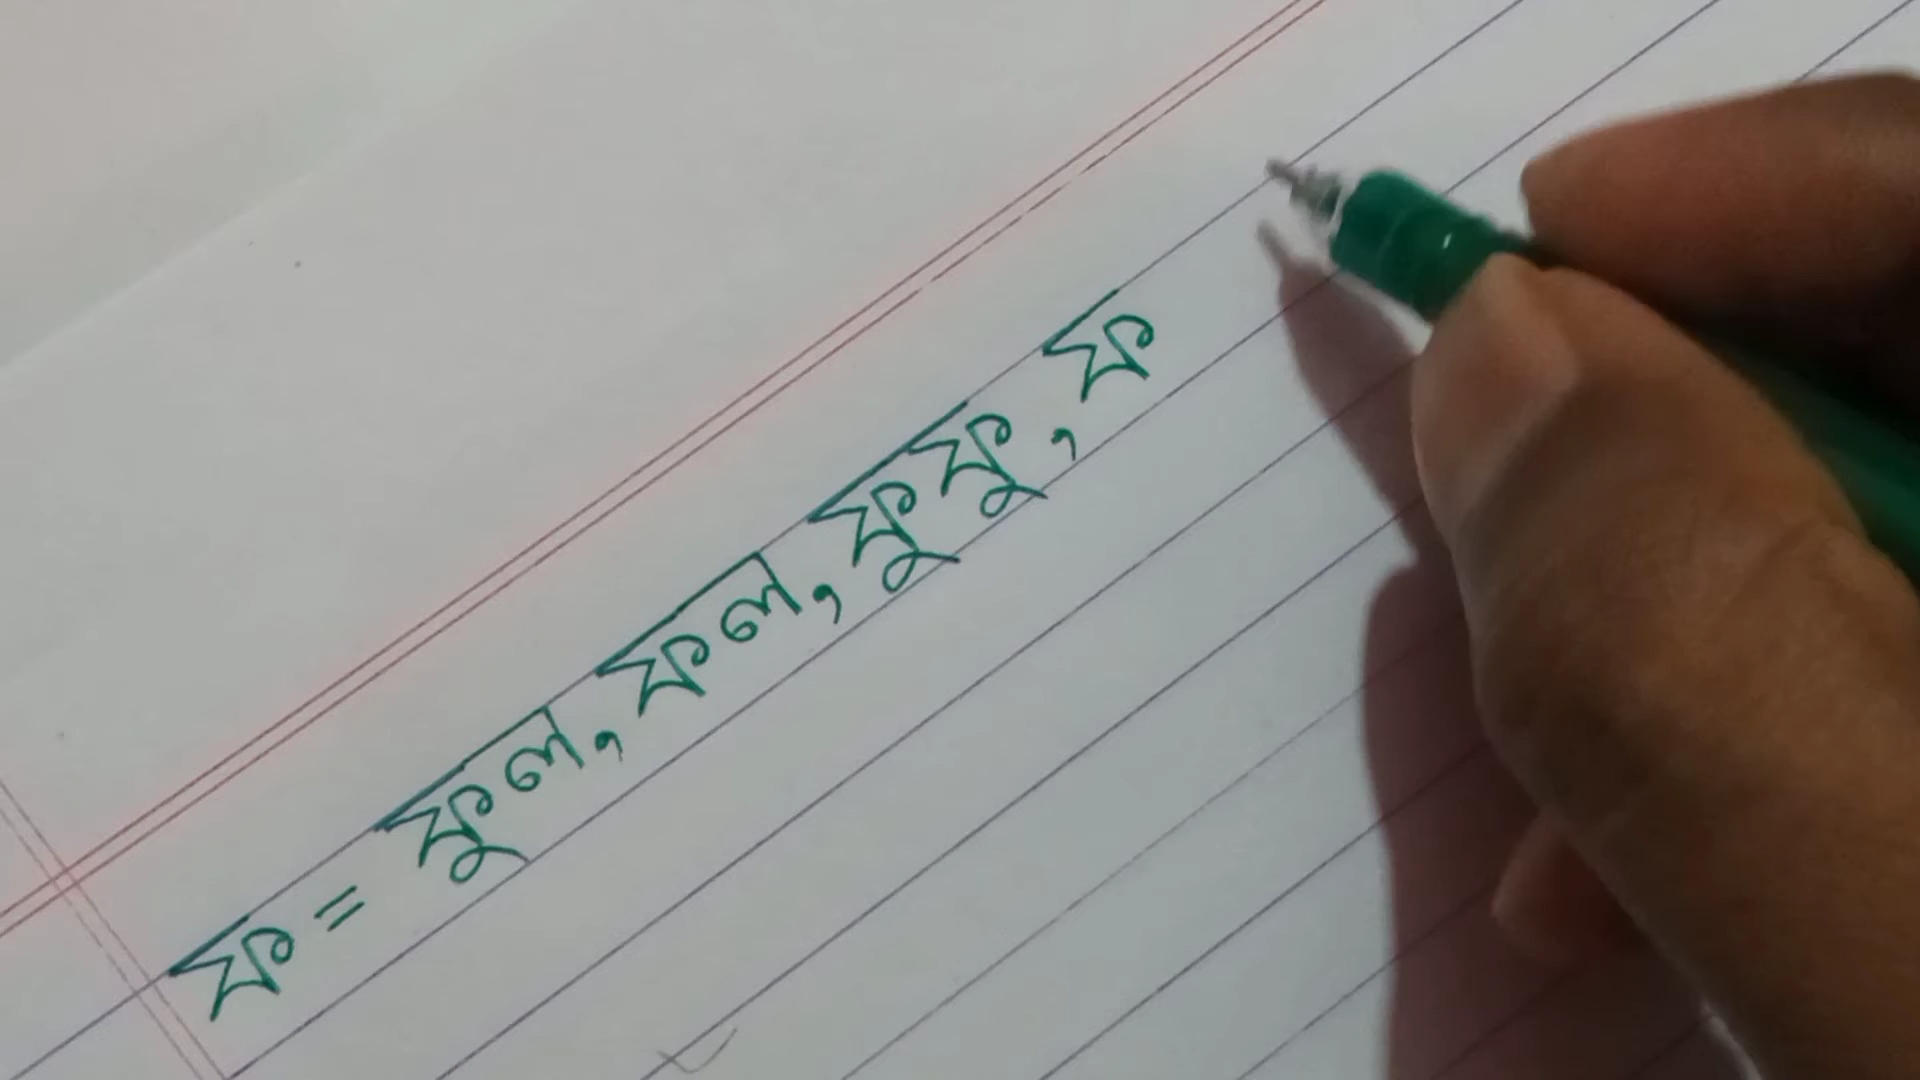 ফ = ফুল, ফল, ফুফু, ফ